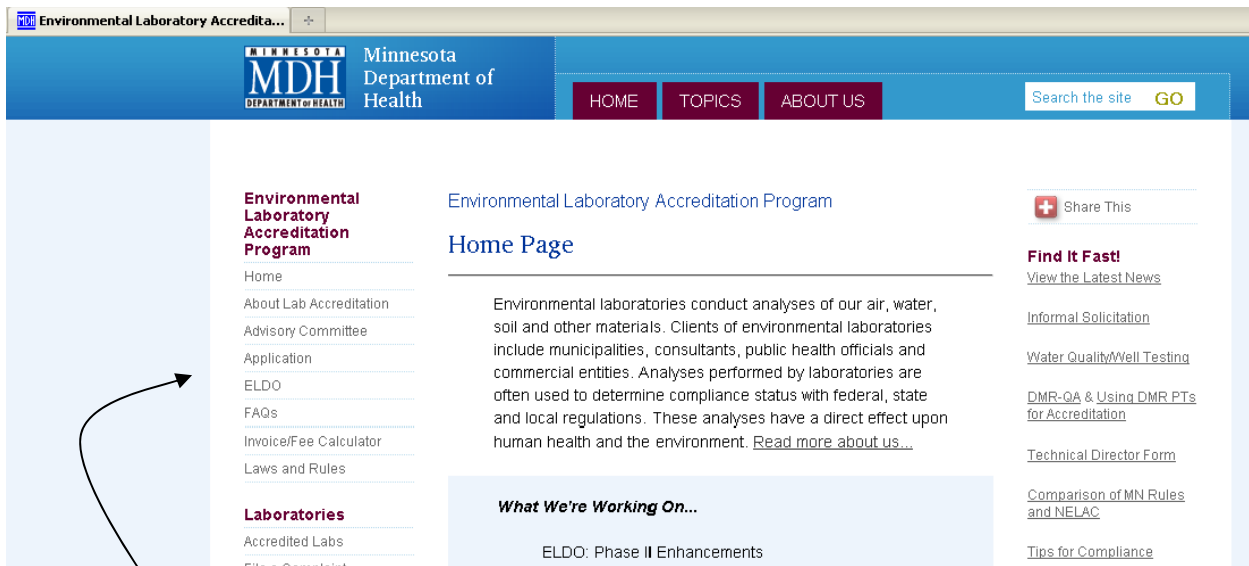 Environmental Laboratory Accredita...
MINNESOTA
MDH
DEPARTMENT OF HEALTH
Minnesota
Department of
Health
HOME
TOPICS
ABOUT US
Search the site GO
Environmental
Laboratory
Accreditation
Program
Home
About Lab Accreditation
Advisory Committee
Application
ELDO
FAQs
Invoice/Fee Calculator
Laws and Rules
Laboratories
Accredited Labs
File a Complaint
Environmental Laboratory Accreditation Program
Home Page
Environmental laboratories conduct analyses of our air, water,
soil and other materials. Clients of environmental laboratories
include municipalities, consultants, public health officials and
commercial entities. Analyses performed by laboratories are
often used to determine compliance status with federal, state
and local regulations. These analyses have a direct effect upon
human health and the environment. Read more about us...
What We're Working On...
ELDO: Phase II Enhancements
Share This
Find It Fast!
View the Latest News
Informal Solicitation
Water Quality/Well Testing
DMR-QA & Using DMR PTs
for Accreditation
Technical Director Form
Comparison of MN Rules
and NELAC
Tips for Compliance